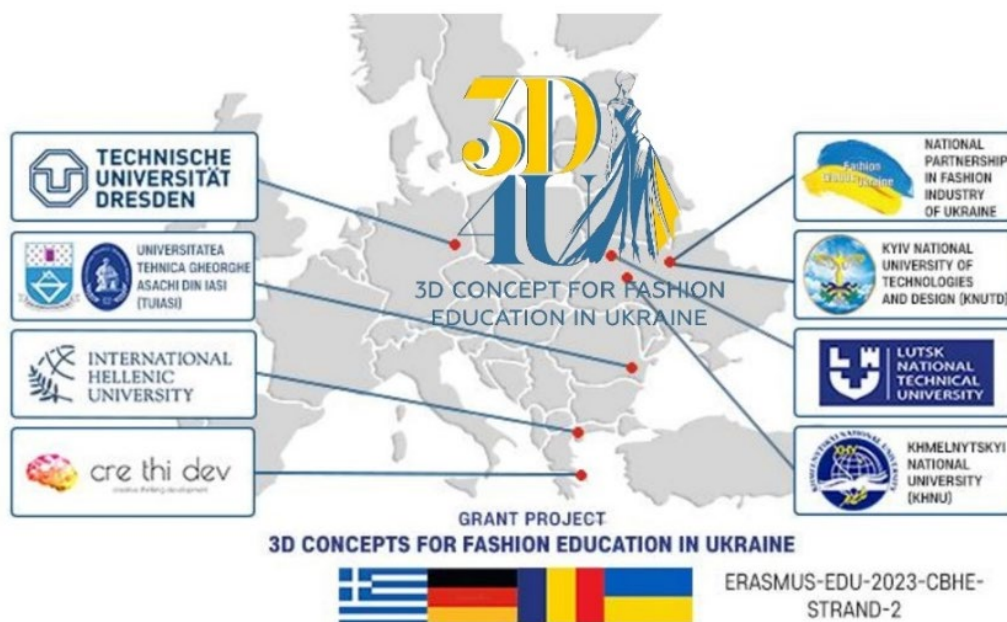 3D
4U
3D CONCEPT FOR FASHION
EDUCATION IN UKRAINE
TECHNISCHE
UNIVERSITÄT
DRESDEN
UNIVERSITATEA
TEHNICA GHEORGHE
ASACHI DIN IASI
(TUIASI)
INTERNATIONAL
HELLENIC
UNIVERSITY
cre thi dev
creative thinking development
NATIONAL
PARTNERSHIP
IN FASHION
INDUSTRY
OF UKRAINE
Fashion
Globus Ukraine
KYIV NATIONAL
UNIVERSITY OF
TECHNOLOGIES
AND DESIGN (KNUTD)
LUTSK
NATIONAL
TECHNICAL
UNIVERSITY
KHMELNYTSKYI
NATIONAL
UNIVERSITY
(KHNU)
GRANT PROJECT
3D CONCEPTS FOR FASHION EDUCATION IN UKRAINE
ERASMUS-EDU-2023-CBHE-
STRAND-2